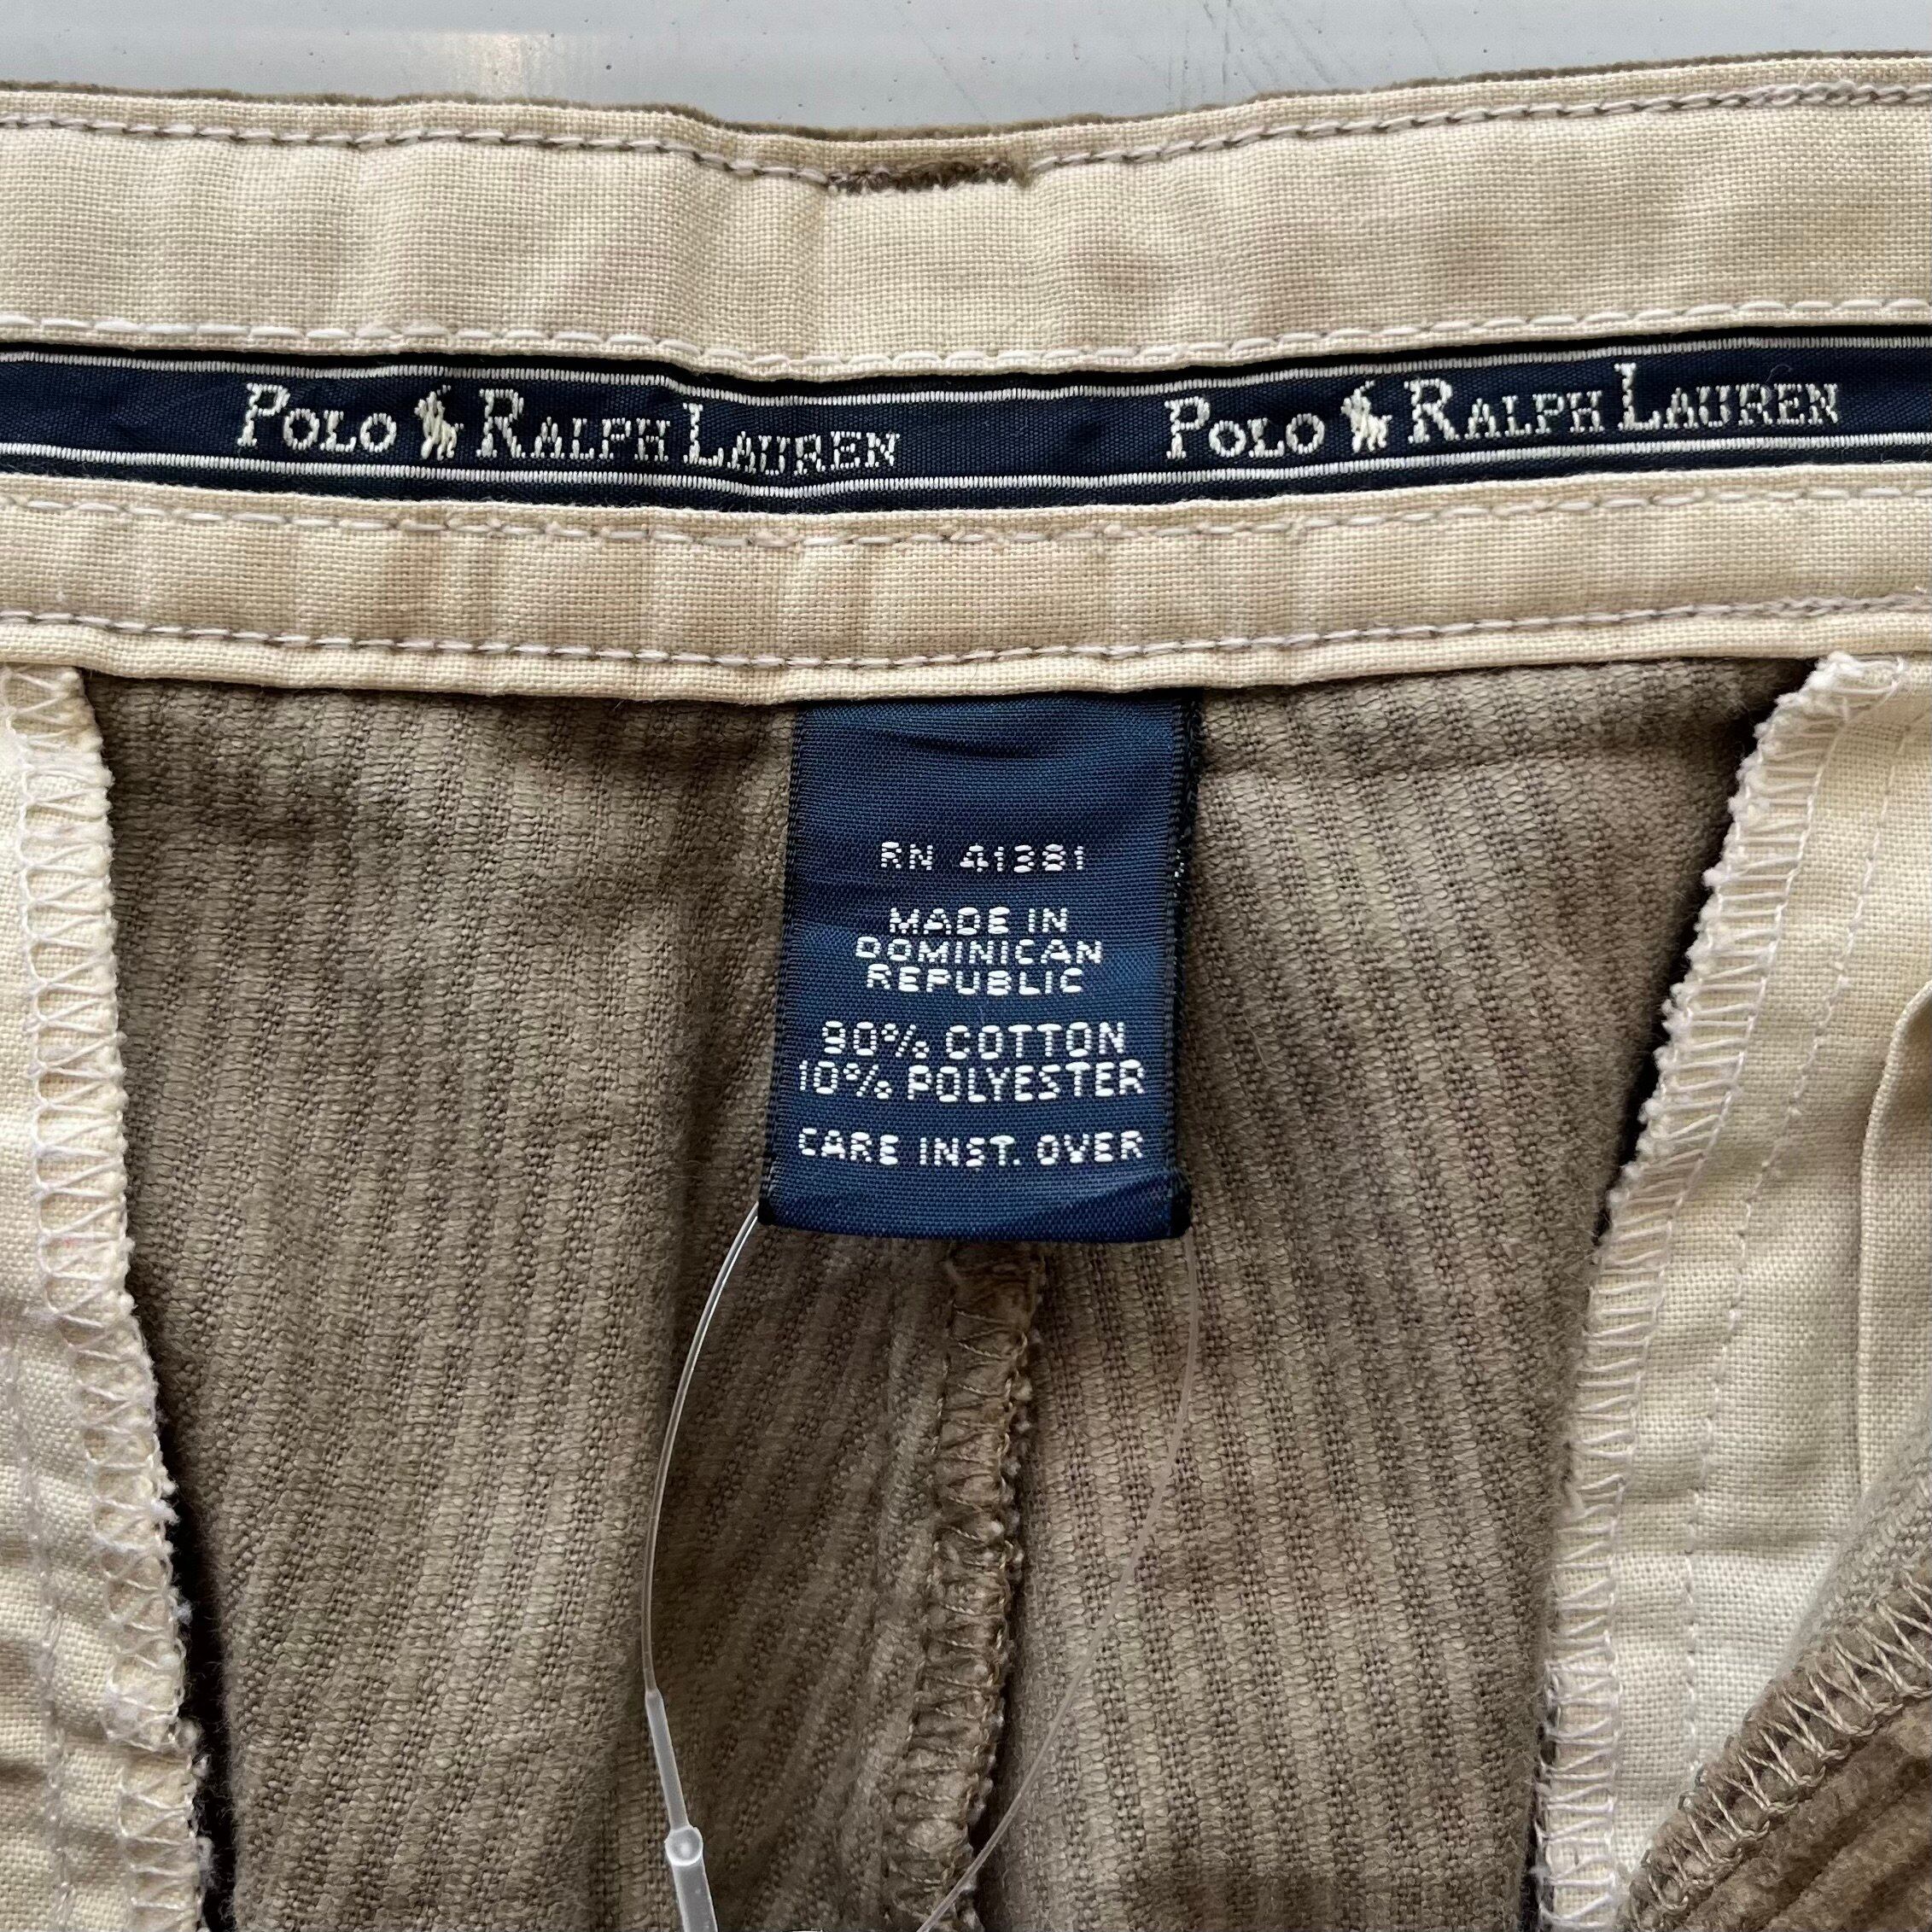 POLO RALPH LAUREN
POLO RALPH LAUREN
RN 41381
MADE IN
DOMINICAN
REPUBLIC
90% COTTON
10% POLYESTER
CARE INST. OVER